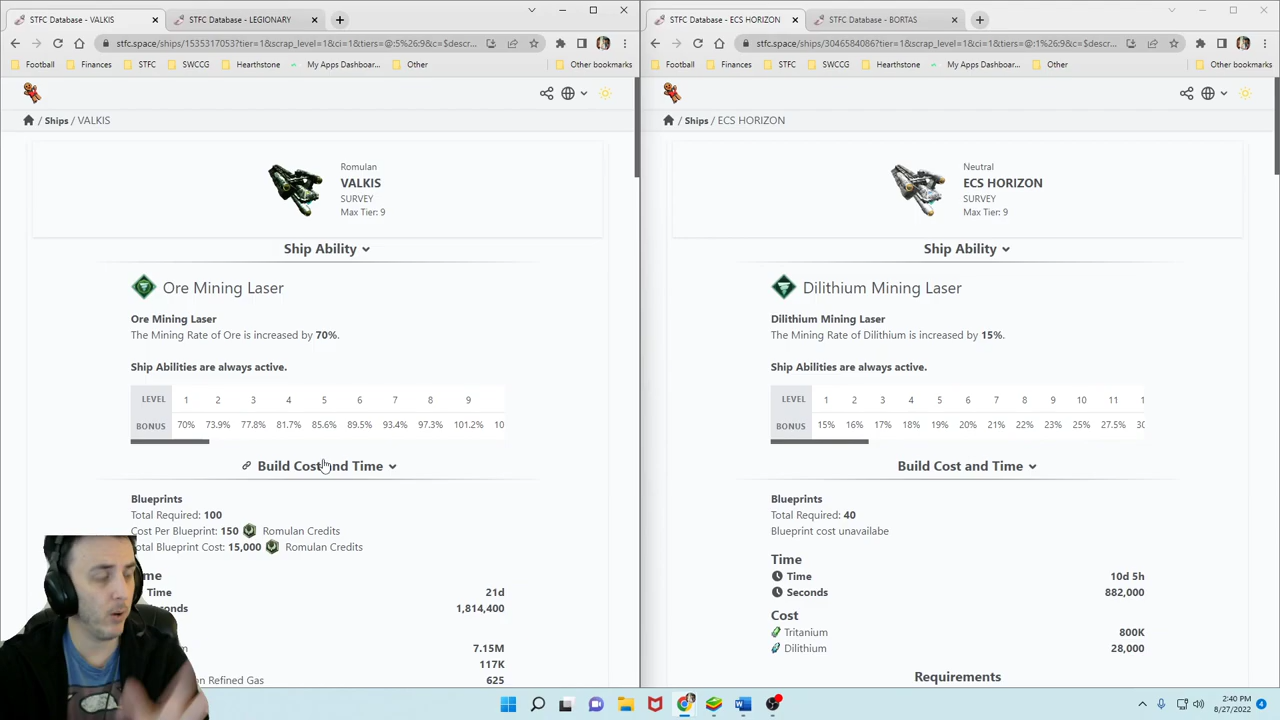 STFC Database - VALKIS
STFC Database - LEGIONARY
stfc.space/ships/1535317053?tier=1&scrap_level=1&ci=1&tiers=@:5%26:9&c=$descr...
Football Finances STFC SWCCG Hearthstone My Apps Dashboar... Other Other bookmarks
/ Ships / VALKIS
Romulan
VALKIS
SURVEY
Max Tier: 9
Ship Ability
Ore Mining Laser
Ore Mining Laser
The Mining Rate of Ore is increased by 70%.
Ship Abilities are always active.
LEVEL 1 2 3 4 5 6 7 8 9
BONUS 70% 73.9% 77.8% 81.7% 85.6% 89.5% 93.4% 97.3% 101.2% 10
Build Cost and Time
Blueprints
Total Required: 100
Cost Per Blueprint: 150 Romulan Credits
otal Blueprint Cost: 15,000 Romulan Credits
me
Time 21d
conds 1,814,400
7.15M
117K
on Refined Gas 625
STFC Database - ECS HORIZON
STFC Database - BORTAS
stfc.space/ships/3046584086?tier=1&scrap_level=1&ci=1&tiers=@:1%26:9&c=$desc...
Football Finances STFC SWCCG Hearthstone My Apps Dashboar... Other Other bookmarks
/ Ships / ECS HORIZON
Neutral
ECS HORIZON
SURVEY
Max Tier: 9
Ship Ability
Dilithium Mining Laser
Dilithium Mining Laser
The Mining Rate of Dilithium is increased by 15%.
Ship Abilities are always active.
LEVEL 1 2 3 4 5 6 7 8 9 10 11 1
BONUS 15% 16% 17% 18% 19% 20% 21% 22% 23% 25% 27.5% 30
Build Cost and Time
Blueprints
Total Required: 40
Blueprint cost unavailabe
Time
Time 10d 5h
Seconds 882,000
Cost
Tritanium 800K
Dilithium 28,000
Requirements
2:40 PM
8/27/2022
4